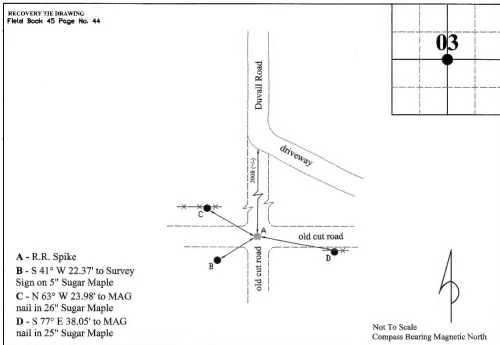 RECOVERY TIE DRAWING
Field Book 45 Page No. 44
03
Duvall Road
driveway
200ft (+/-)
C
A
old cut road
D
B
old cut road
A - R.R. Spike
B - S 41° W 22.37' to Survey
Sign on 5" Sugar Maple
C - N 63° W 23.98' to MAG
nail in 26" Sugar Maple
D - S 77° E 38.05' to MAG
nail in 25" Sugar Maple
Not To Scale
Compass Bearing Magnetic North